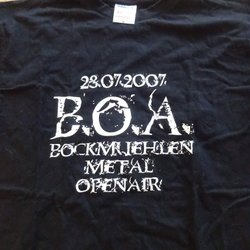 28.07.2007
B.O.A.
BOCKMUEHLEN
METAL
OPENAIR